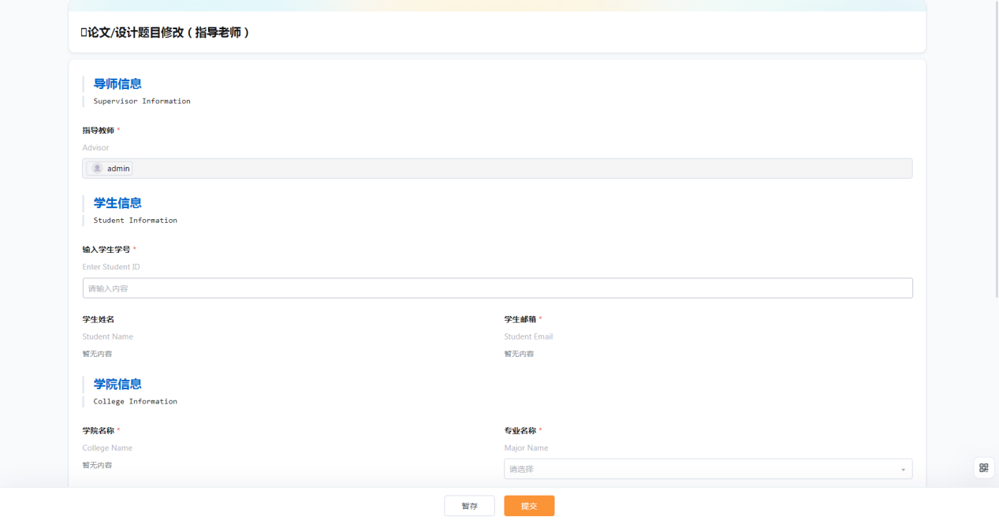 论文/设计题目修改（指导老师）
导师信息
Supervisor Information
指导教师 *
Advisor
admin
学生信息
Student Information
输入学生学号 *
Enter Student ID
请输入内容
学生姓名
Student Name
暂无内容
学生邮箱 *
Student Email
暂无内容
学院信息
College Information
学院名称 *
College Name
暂无内容
专业名称 *
Major Name
请选择
暂存
提交